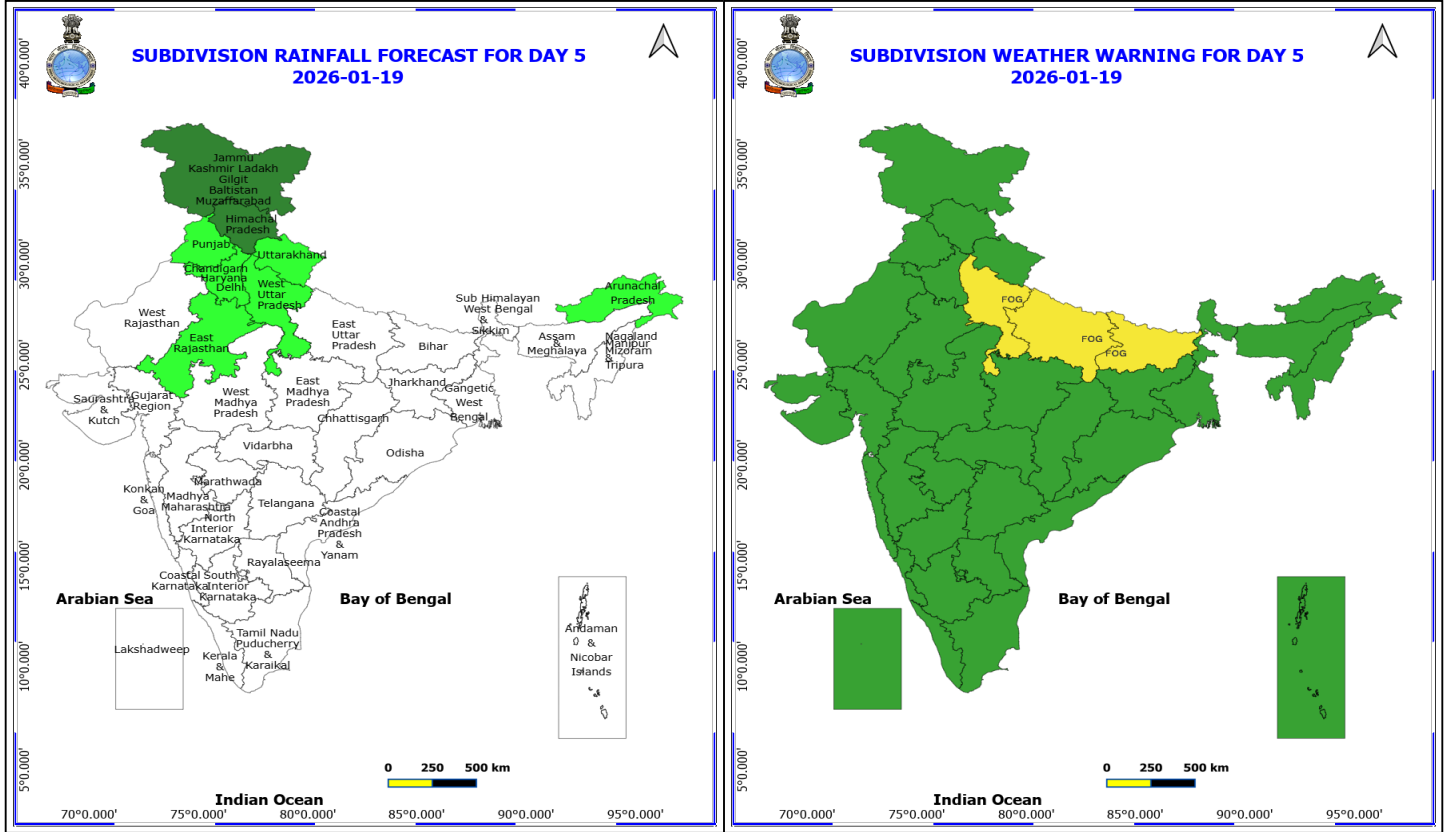 SUBDIVISION RAINFALL FORECAST FOR DAY 5
2026-01-19
40°0.000'
35°0.000'
30°0.000'
25°0.000'
20°0.000'
15°0.000'
10°0.000'
5°0.000'
Jammu
Kashmir Ladakh
Gilgit
Baltistan
Muzaffarabad
Himachal
Pradesh
Punjab
Uttarakhand
Chandigarh
Haryana
Delhi
West
Uttar
Pradesh
Arunachal
Pradesh
West
Rajasthan
East
Rajasthan
East
Uttar
Pradesh
Bihar
Sub Himalayan
West Bengal
&
Sikkim
Assam
&
Meghalaya
Nagaland
Manipur
Mizoram
&
Tripura
Saurashtra
&
Kutch
Gujarat
Region
West
Madhya
Pradesh
East
Madhya
Pradesh
Jharkhand
Gangetic
West
Bengal
Chhattisgarh
Vidarbha
Odisha
Konkan
&
Goa
Marathwada
Madhya
Maharashtra
Telangana
North
Interior
Karnataka
Coastal
Andhra
Pradesh
&
Yanam
Rayalaseema
Coastal
Karnataka
South
Interior
Karnataka
Arabian Sea
Bay of Bengal
Lakshadweep
Kerala
&
Mahe
Tamil Nadu
Puducherry
&
Karaikal
Andaman
&
Nicobar
Islands
0 250 500 km
Indian Ocean
70°0.000' 75°0.000' 80°0.000' 85°0.000' 90°0.000' 95°0.000'
SUBDIVISION WEATHER WARNING FOR DAY 5
2026-01-19
40°0.000'
35°0.000'
30°0.000'
25°0.000'
20°0.000'
15°0.000'
10°0.000'
5°0.000'
FOG
FOG
FOG
Arabian Sea
Bay of Bengal
0 250 500 km
Indian Ocean
70°0.000' 75°0.000' 80°0.000' 85°0.000' 90°0.000' 95°0.000'